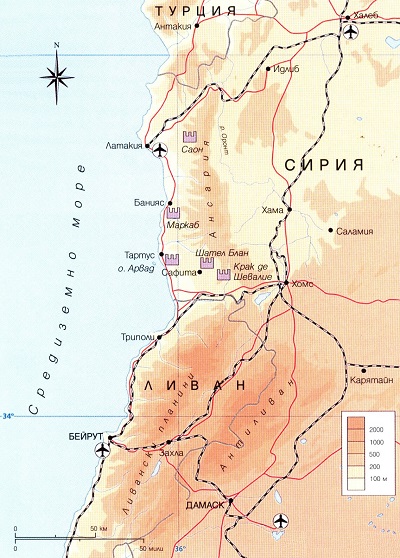 ТУРЦИЯ
Антакия
Халеб
N
Идлиб
Латакия
Саон
р. Оронт
СИРИЯ
Ансария
Банияс
Маркаб
Хама
Саламия
Средиземно море
Тартус
о. Арвад
Шател Блан
Сафита
Крак де
Шевалие
Хомс
Триполи
ЛИВАН
Карятайн
34°
2000
1000
500
200
100 м
БЕЙРУТ
Захла
Ливански планини
Антиливан
ДАМАСК
0
50 км
0
50 мили
36°